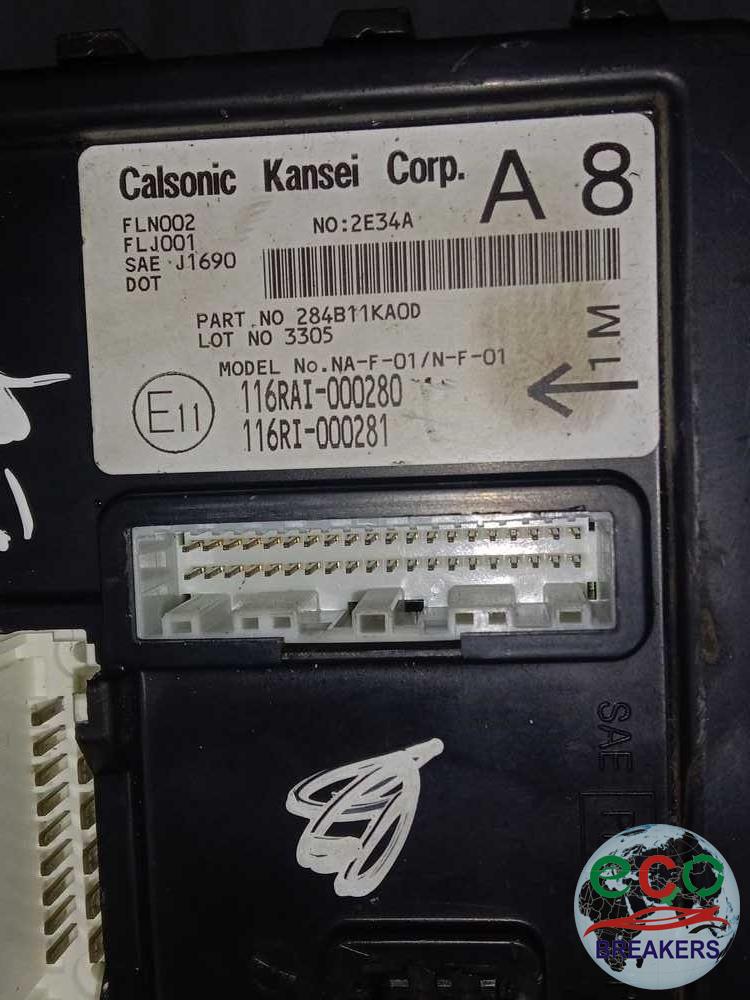 Calsonic Kansei Corp.
A 8
FLN002
FLJ001
SAE J1690
DOT
NO:2E34A
PART NO 284B11KA0D
LOT NO 3305
MODEL No.NA-F-01/N-F-01
1M
E11
116RAI-000280
116RI-000281
SAE
eco
BREAKERS